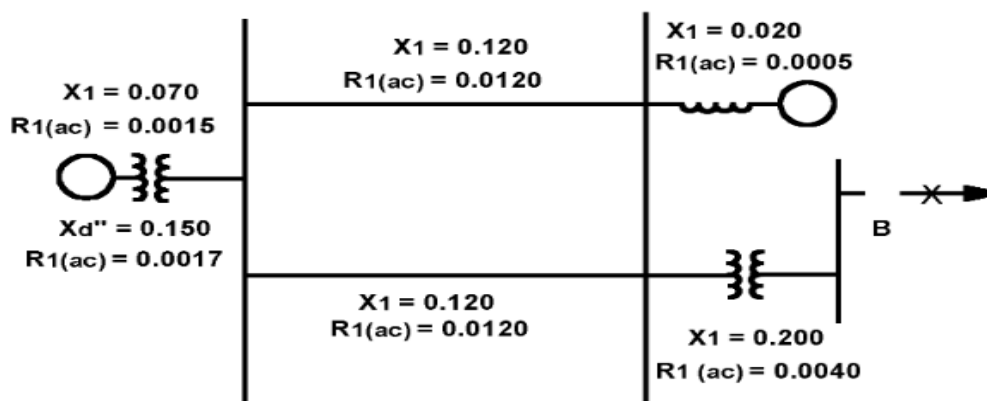 X1 = 0.070
R1(ac) = 0.0015
Xd" = 0.150
R1(ac) = 0.0017
X1 = 0.120
R1(ac) = 0.0120
X1 = 0.120
R1(ac) = 0.0120
X1 = 0.020
R1(ac) = 0.0005
B
X1 = 0.200
R1 (ac) = 0.0040